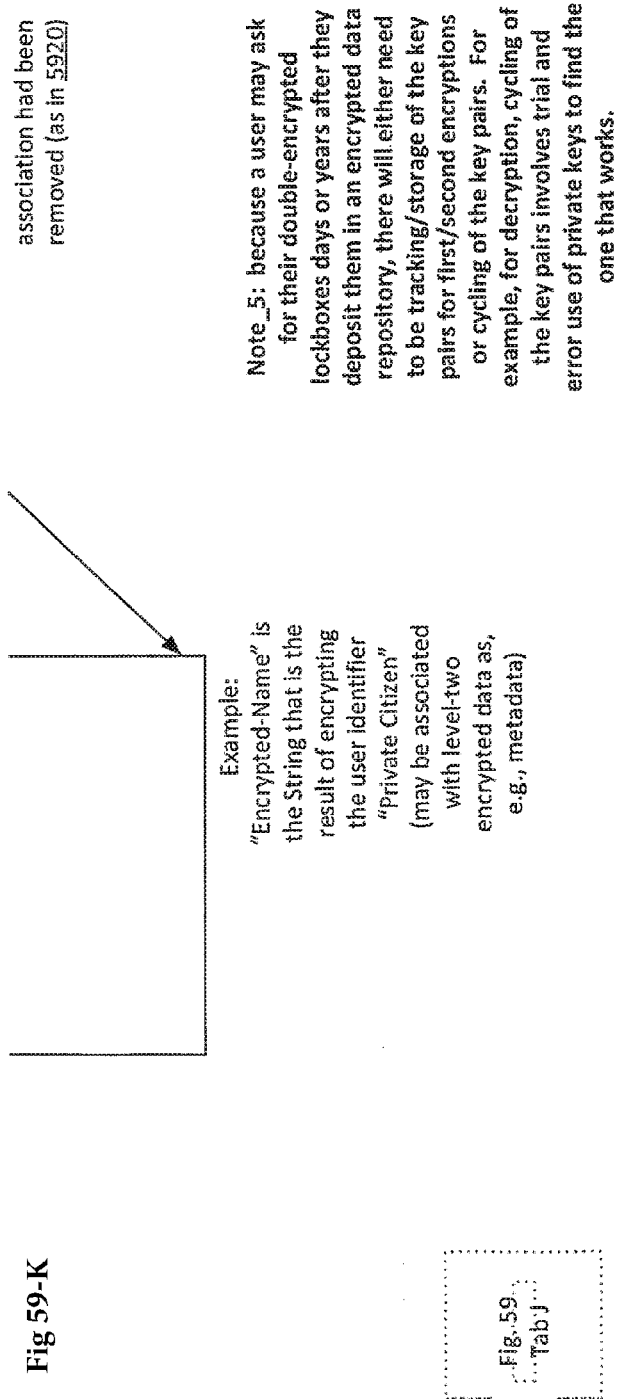 Fig 59-K
association had been
removed (as in 5920)
Example:
"Encrypted-Name" is
the String that is the
result of encrypting
the user identifier
"Private Citizen"
(may be associated
with level-two
encrypted data as,
e.g., metadata)
Note_5: because a user may ask
for their double-encrypted
lockboxes days or years after they
deposit them in an encrypted data
repository, there will either need
to be tracking/storage of the key
pairs for first/second encryptions
or cycling of the key pairs. For
example, for decryption, cycling of
the key pairs involves trial and
error use of private keys to find the
one that works.
Fig. 59
Tab J